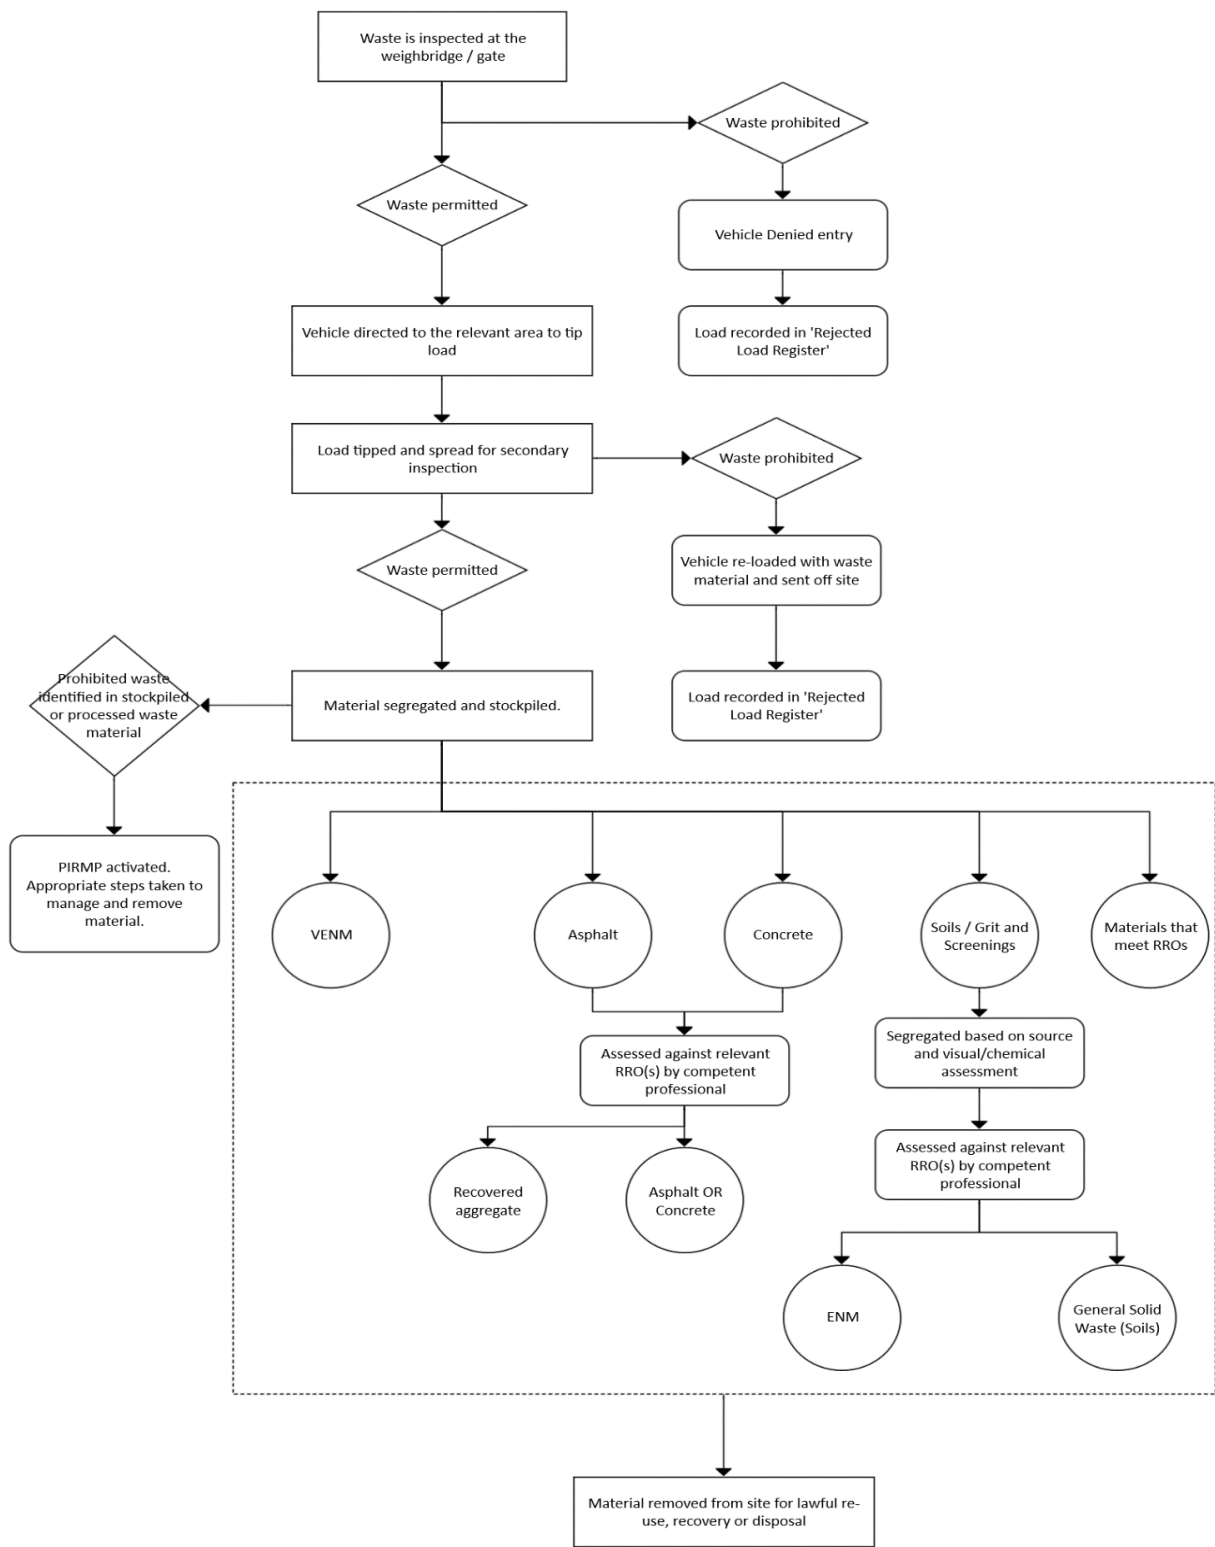 Waste is inspected at the
weighbridge / gate
Waste prohibited
Waste permitted
Vehicle Denied entry
Vehicle directed to the relevant area to tip
load
Load recorded in 'Rejected
Load Register'
Load tipped and spread for secondary
inspection
Waste prohibited
Waste permitted
Vehicle re-loaded with waste
material and sent off site
Prohibited waste
identified in stockpiled
or processed waste
material
Material segregated and stockpiled.
Load recorded in 'Rejected
Load Register'
PIRMP activated.
Appropriate steps taken to
manage and remove
material.
VENM
Asphalt
Concrete
Soils / Grit and
Screenings
Materials that
meet RROs
Assessed against relevant
RRO(s) by competent
professional
Segregated based on source
and visual/chemical
assessment
Assessed against relevant
RRO(s) by competent
professional
Recovered
aggregate
Asphalt OR
Concrete
ENM
General Solid
Waste (Soils)
Material removed from site for lawful re-
use, recovery or disposal